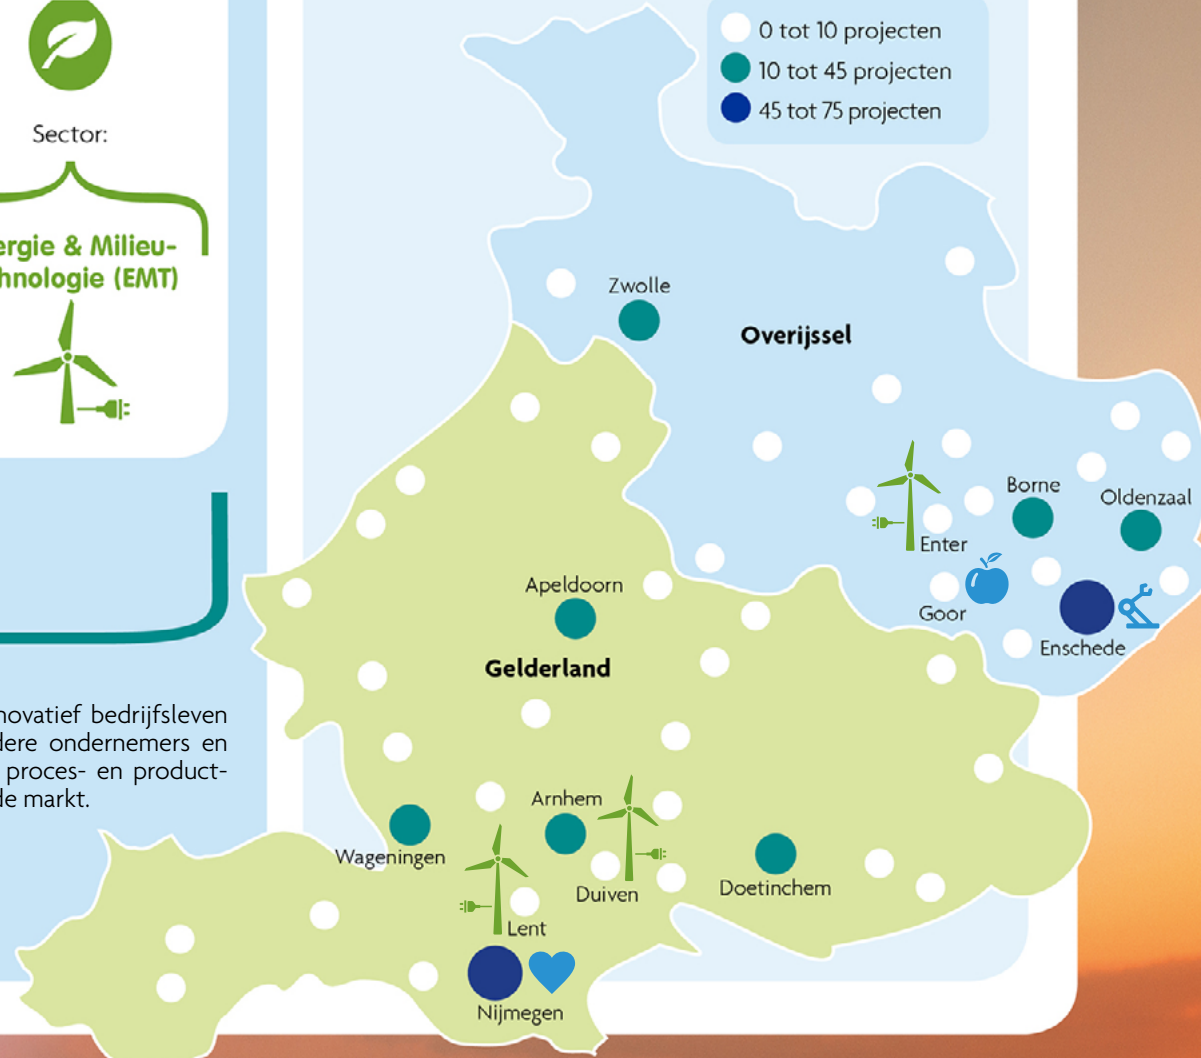 0 tot 10 projecten
10 tot 45 projecten
45 tot 75 projecten
Sector:
ergie & Milieu-
hnologie (EMT)
Zwolle
Overijssel
Borne
Oldenzaal
Enter
Goor
Enschede
Apeldoorn
Gelderland
novatief bedrijfsleven
dere ondernemers en
proces- en product-
de markt.
Arnhem
Wageningen
Duiven
Doetinchem
Lent
Nijmegen